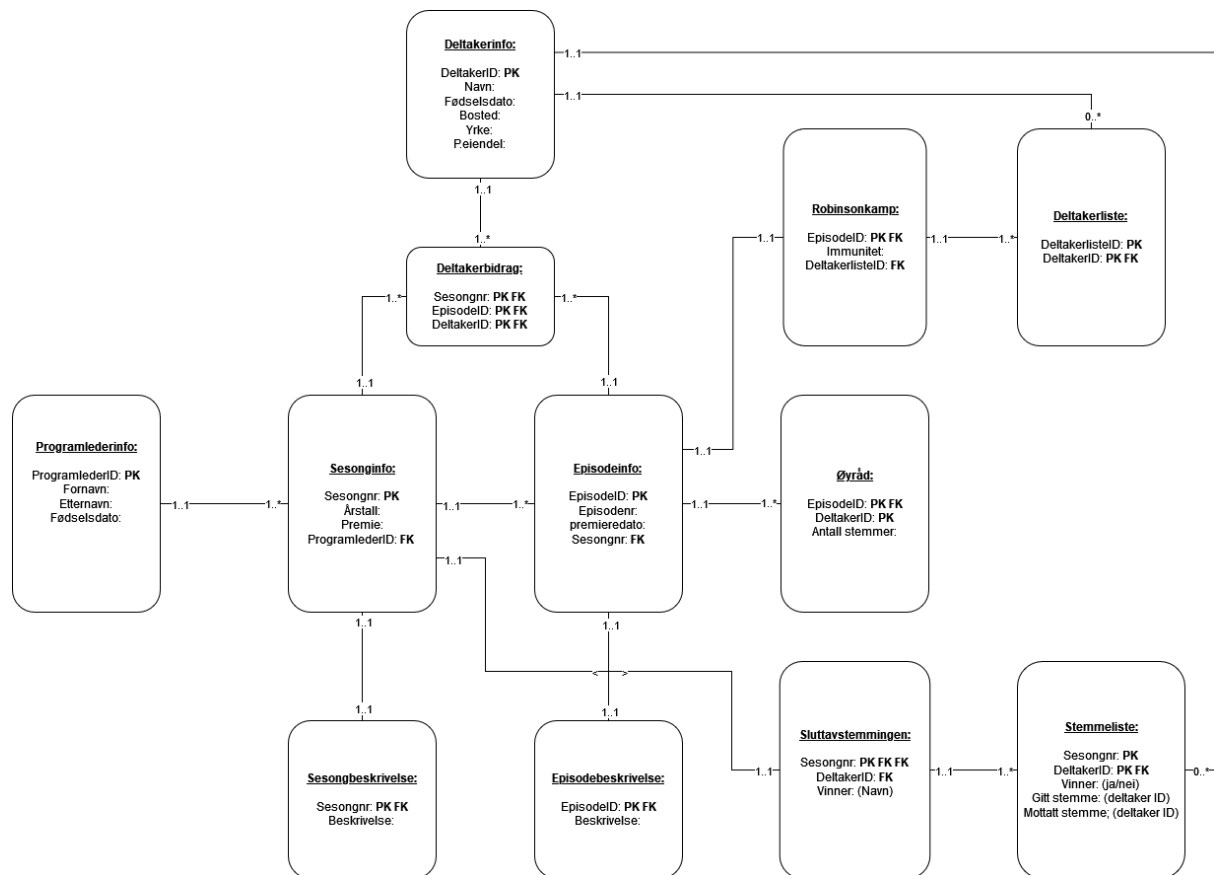 Deltakerinfo:
DeltakerID: PK
Navn:
Fødselsdato:
Bosted:
Yrke:
P.eiendel:
1..1
1..1
0..*
1..1
1..*
Robinsonkamp:
EpisodeID: PK FK
Immunitet:
DeltakerlisteID: FK
1..1
1..1
1..*
Deltakerliste:
DeltakerlisteID: PK
DeltakerID: PK FK
Deltakerbidrag:
Sesongnr: PK FK
EpisodeID: PK FK
DeltakerID: PK FK
1..*
1..*
1..1
1..1
Programlederinfo:
ProgramlederID: PK
Fornavn:
Etternavn:
Fødselsdato:
1..1
1..*
Sesonginfo:
Sesongnr: PK
Årstall:
Premie:
ProgramlederID: FK
1..1
1..*
1..1
Episodeinfo:
EpisodeID: PK
Episodenr:
premieredato:
Sesongnr: FK
1..1
1..1
1..*
Øyråd:
EpisodeID: PK FK
DeltakerID: PK
Antall stemmer:
1..1
1..1
1..1
1..1
Sesongbeskrivelse:
Sesongnr: PK FK
Beskrivelse:
Episodebeskrivelse:
EpisodeID: PK FK
Beskrivelse:
Sluttavstemmingen:
Sesongnr: PK FK FK
DeltakerID: FK
Vinner: (Navn)
1..1
1..1
1..*
Stemmeliste:
Sesongnr: PK
DeltakerID: PK FK
Vinner: (ja/nei)
Gitt stemme: (deltaker ID)
Mottatt stemme; (deltaker ID)
0..*